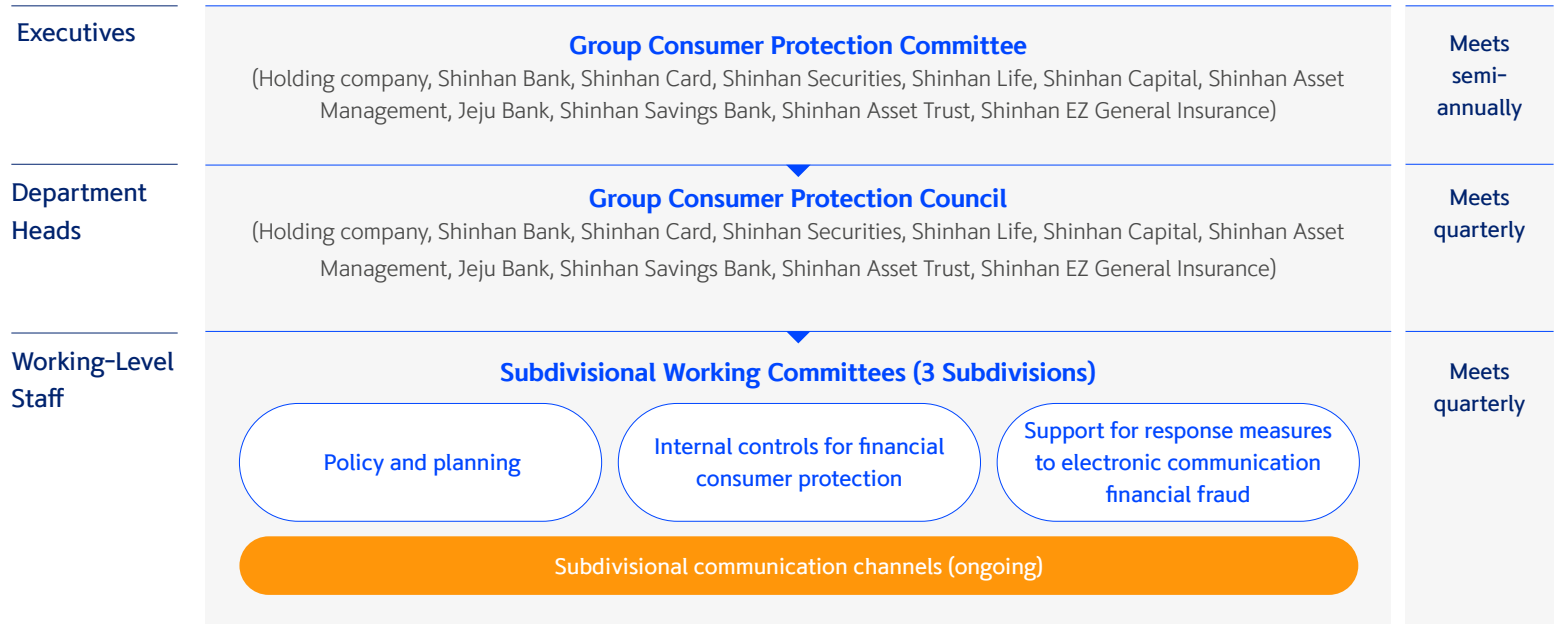 Executives
Group Consumer Protection Committee
(Holding company, Shinhan Bank, Shinhan Card, Shinhan Securities, Shinhan Life, Shinhan Capital, Shinhan Asset
Management, Jeju Bank, Shinhan Savings Bank, Shinhan Asset Trust, Shinhan EZ General Insurance)
Meets
semi-
annually
Department
Heads
Group Consumer Protection Council
(Holding company, Shinhan Bank, Shinhan Card, Shinhan Securities, Shinhan Life, Shinhan Capital, Shinhan Asset
Management, Jeju Bank, Shinhan Savings Bank, Shinhan Asset Trust, Shinhan EZ General Insurance)
Meets
quarterly
Working-Level
Staff
Subdivisional Working Committees (3 Subdivisions)
Policy and planning
Internal controls for financial
consumer protection
Support for response measures
to electronic communication
financial fraud
Subdivisional communication channels (ongoing)
Meets
quarterly